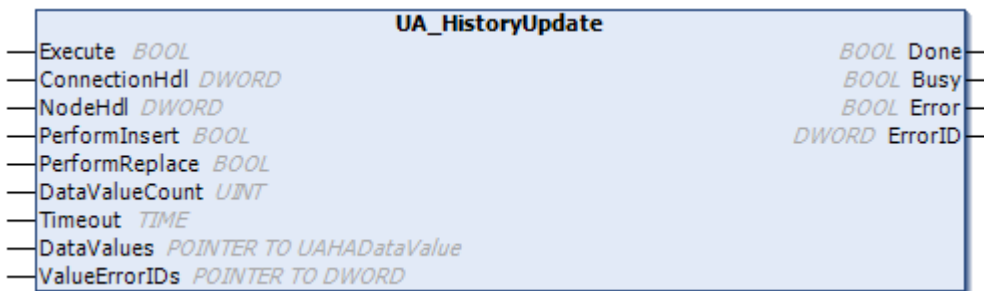 UA_HistoryUpdate
Execute BOOL BOOL Done
ConnectionHdl DWORD BOOL Busy
NodeHdl DWORD BOOL Error
PerformInsert BOOL DWORD ErrorID
PerformReplace BOOL
DataValueCount UINT
Timeout TIME
DataValues POINTER TO UAHADataValue
ValueErrorIDs POINTER TO DWORD